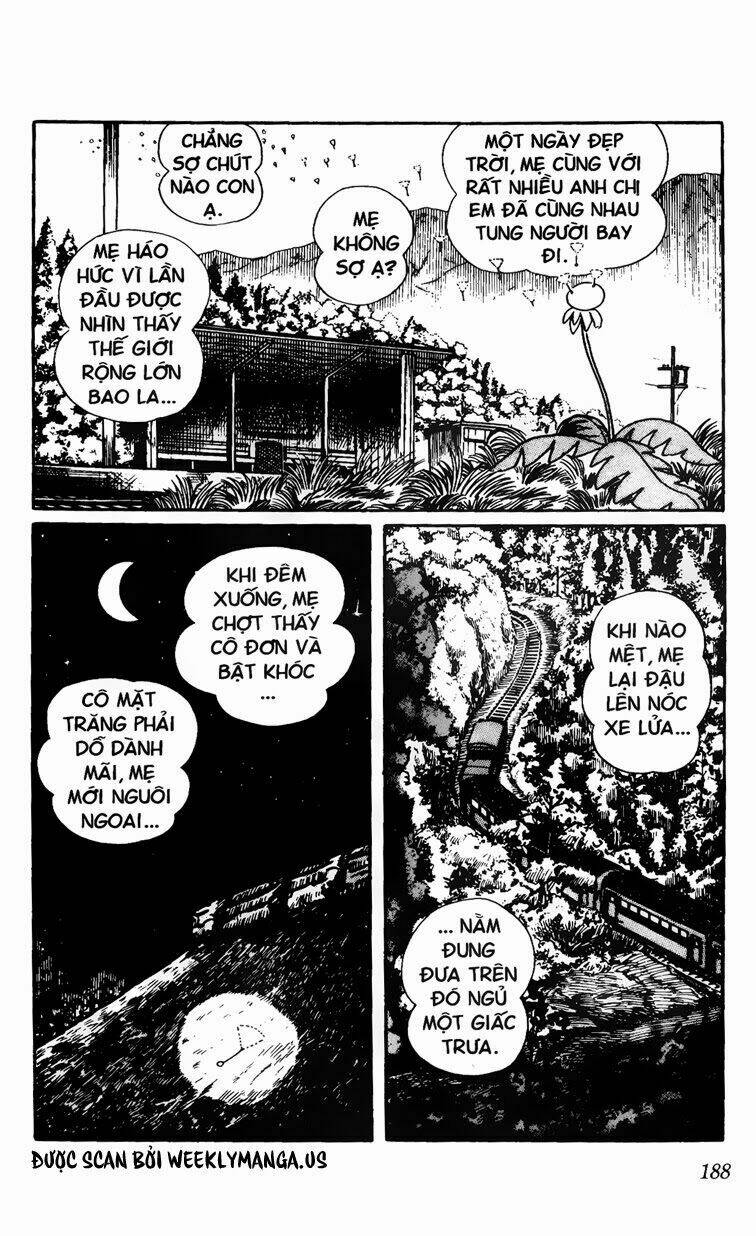 MỘT NGÀY ĐẸP
TRỜI, MẸ CÙNG VỚI
RẤT NHIỀU ANH CHỊ
EM ĐÃ CÙNG NHAU
TUNG NGƯỜI BAY
ĐI.
MẸ
KHÔNG
SỢ Ạ?
CHẲNG
SỢ CHÚT
NÀO CON
Ạ.
MẸ HÁO
HỨC VÌ LẦN
ĐẦU ĐƯỢC
NHÌN THẤY
THẾ GIỚI
RỘNG LỚN
BAO LA...
KHI NÀO
MỆT, MẸ
LẠI ĐẬU
LÊN NÓC
XE LỬA...
... NẰM
ĐUNG
ĐƯA TRÊN
ĐÓ NGỦ
MỘT GIẤC
TRƯA.
KHI ĐÊM
XUỐNG, MẸ
CHỢT THẤY
CÔ ĐƠN VÀ
BẬT KHÓC
...
CÔ MẶT
TRĂNG PHẢI
DỖ DÀNH
MÃI, MẸ
MỚI NGUÔI
NGOAI...
ĐƯỢC SCAN BỞI WEEKLYMANGA.US
188